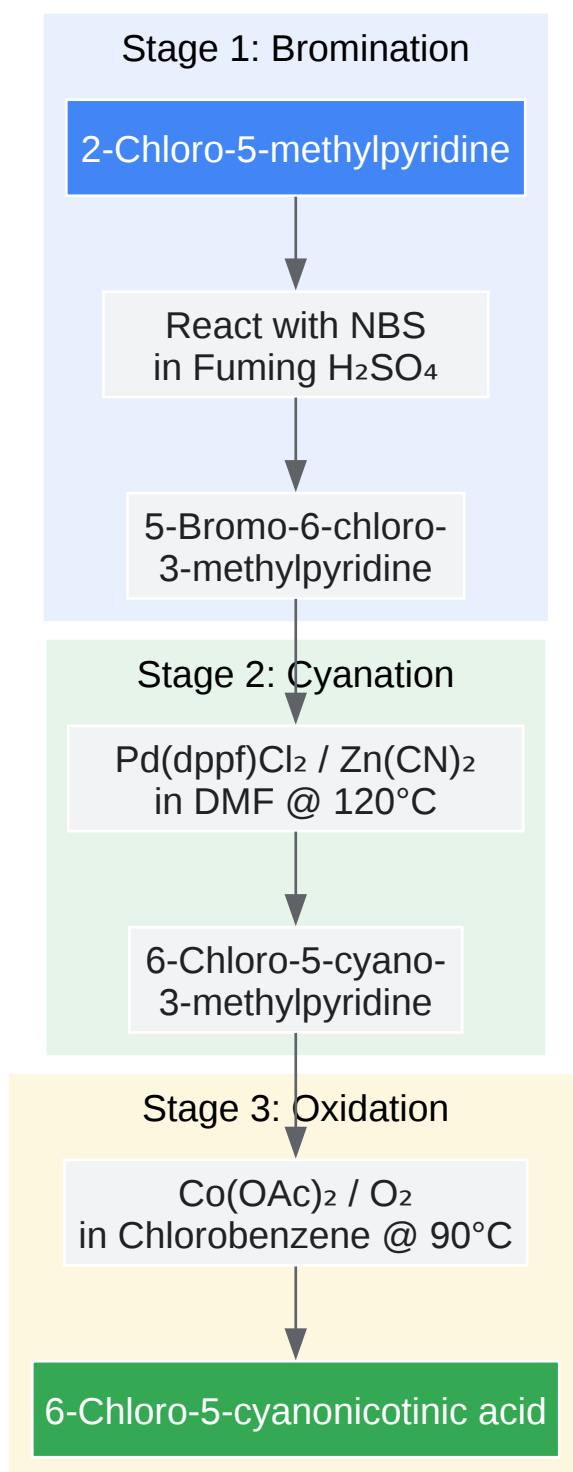 Stage 1: Bromination
2-Chloro-5-methylpyridine
React with NBS
in Fuming H₂SO₄
5-Bromo-6-chloro-
3-methylpyridine
Stage 2: Cyanation
Pd(dppf)Cl₂ / Zn(CN)₂
in DMF @ 120°C
6-Chloro-5-cyano-
3-methylpyridine
Stage 3: Oxidation
Co(OAc)₂ / O₂
in Chlorobenzene @ 90°C
6-Chloro-5-cyanonicotinic acid